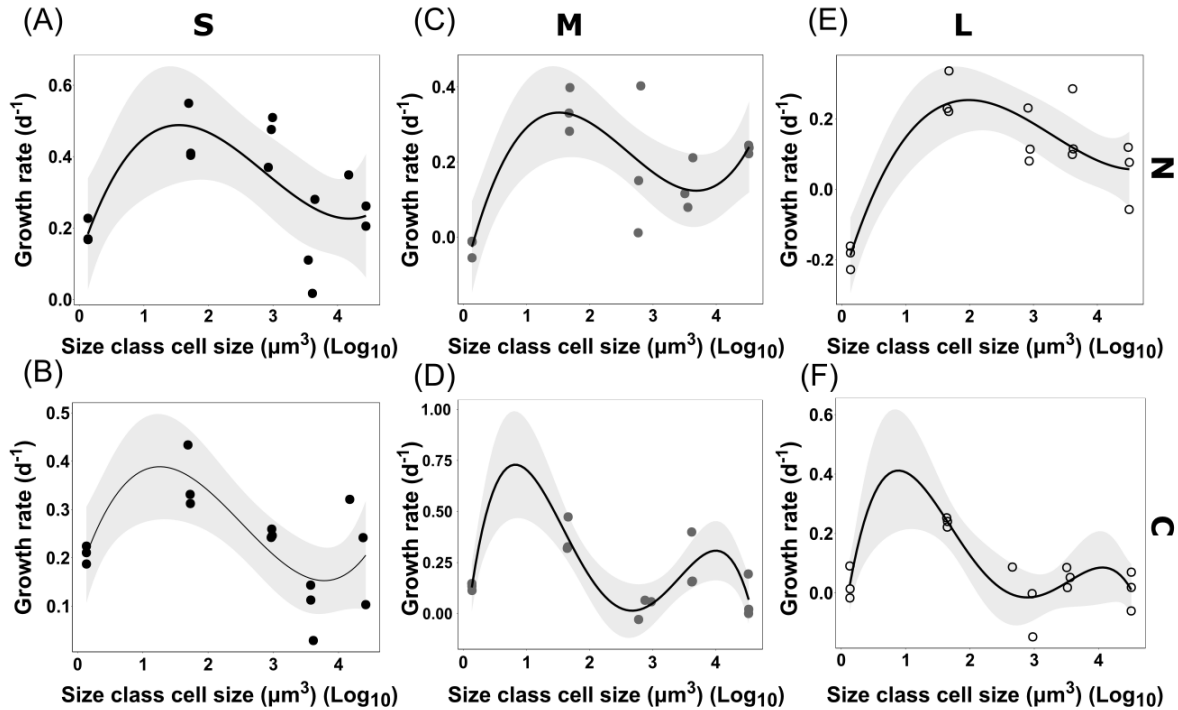 (A) S (C) M (E) L
Growth rate (d⁻¹)
0.6
0.4
0.2
0.0
0 1 2 3 4
Size class cell size (µm³) (Log₁₀)
Growth rate (d⁻¹)
0.4
0.2
0.0
0 1 2 3 4
Size class cell size (µm³) (Log₁₀)
Growth rate (d⁻¹)
0.2
0.0
-0.2
0 1 2 3 4
Size class cell size (µm³) (Log₁₀)
N
(B) (D) (F)
Growth rate (d⁻¹)
0.5
0.4
0.3
0.2
0.1
0 1 2 3 4
Size class cell size (µm³) (Log₁₀)
Growth rate (d⁻¹)
1.00
0.75
0.50
0.25
0.00
0 1 2 3 4
Size class cell size (µm³) (Log₁₀)
Growth rate (d⁻¹)
0.6
0.4
0.2
0.0
0 1 2 3 4
Size class cell size (µm³) (Log₁₀)
C